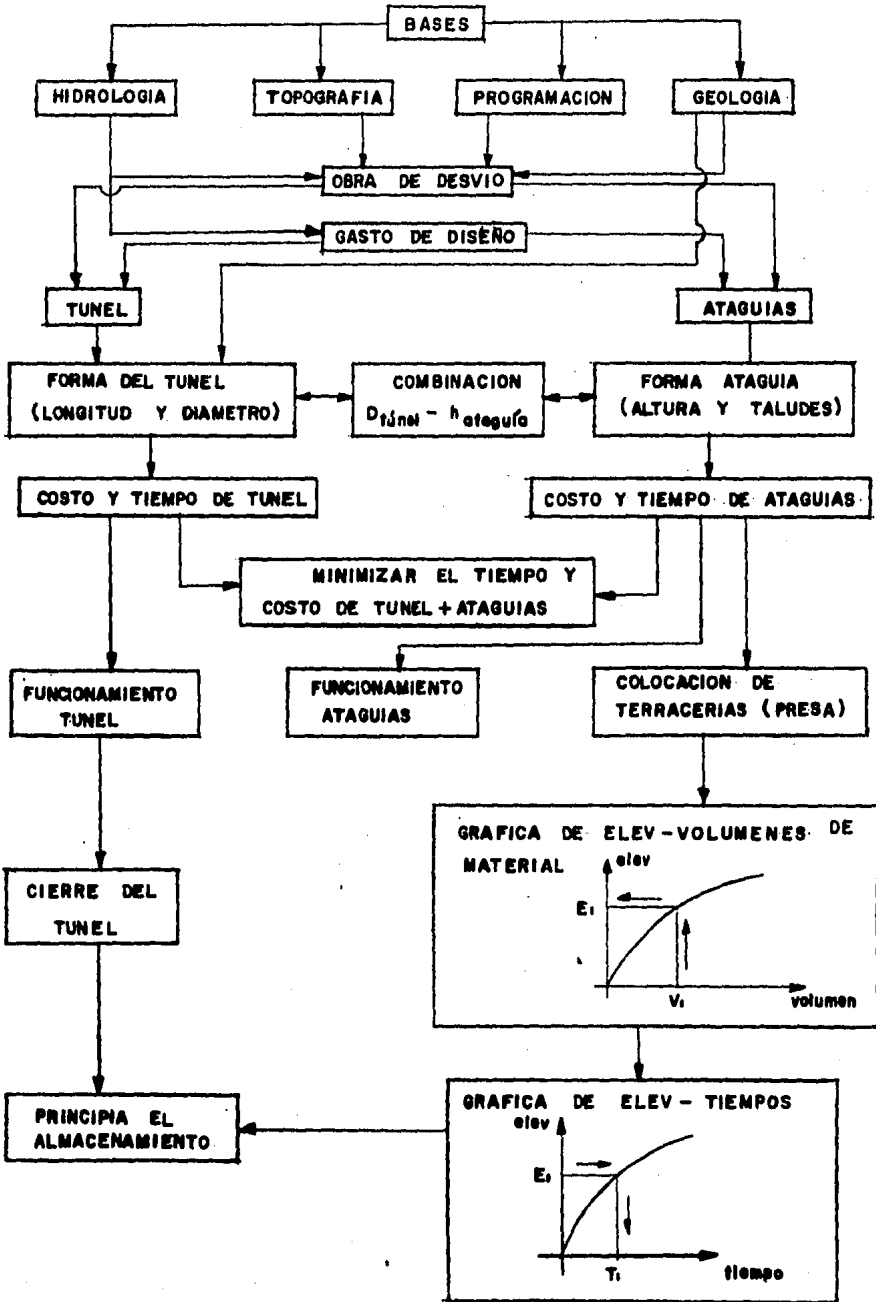 BASES
HIDROLOGIA
TOPOGRAFIA
PROGRAMACION
GEOLOGIA
OBRA DE DESVIO
GASTO DE DISEÑO
TUNEL
ATAGUIAS
FORMA DEL TUNEL
(LONGITUD Y DIAMETRO)
COMBINACION
Dtúnel - hataguía
FORMA ATAGUIA
(ALTURA Y TALUDES)
COSTO Y TIEMPO DE TUNEL
COSTO Y TIEMPO DE ATAGUIAS
MINIMIZAR EL TIEMPO Y
COSTO DE TUNEL + ATAGUIAS
FUNCIONAMIENTO
TUNEL
FUNCIONAMIENTO
ATAGUIAS
COLOCACION DE
TERRACERIAS (PRESA)
GRAFICA DE ELEV - VOLUMENES DE
MATERIAL
elev
E₁
V₁
volumen
CIERRE DEL
TUNEL
PRINCIPIA EL
ALMACENAMIENTO
GRAFICA DE ELEV - TIEMPOS
elev
E₁
T₁
tiempo